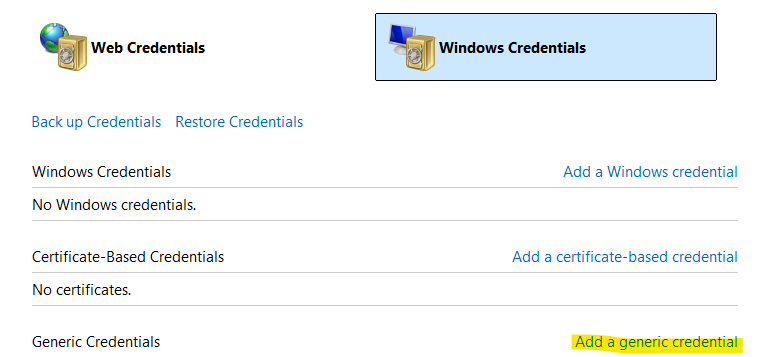 Web Credentials
Windows Credentials
Back up Credentials Restore Credentials
Windows Credentials Add a Windows credential
No Windows credentials.
Certificate-Based Credentials Add a certificate-based credential
No certificates.
Generic Credentials Add a generic credential